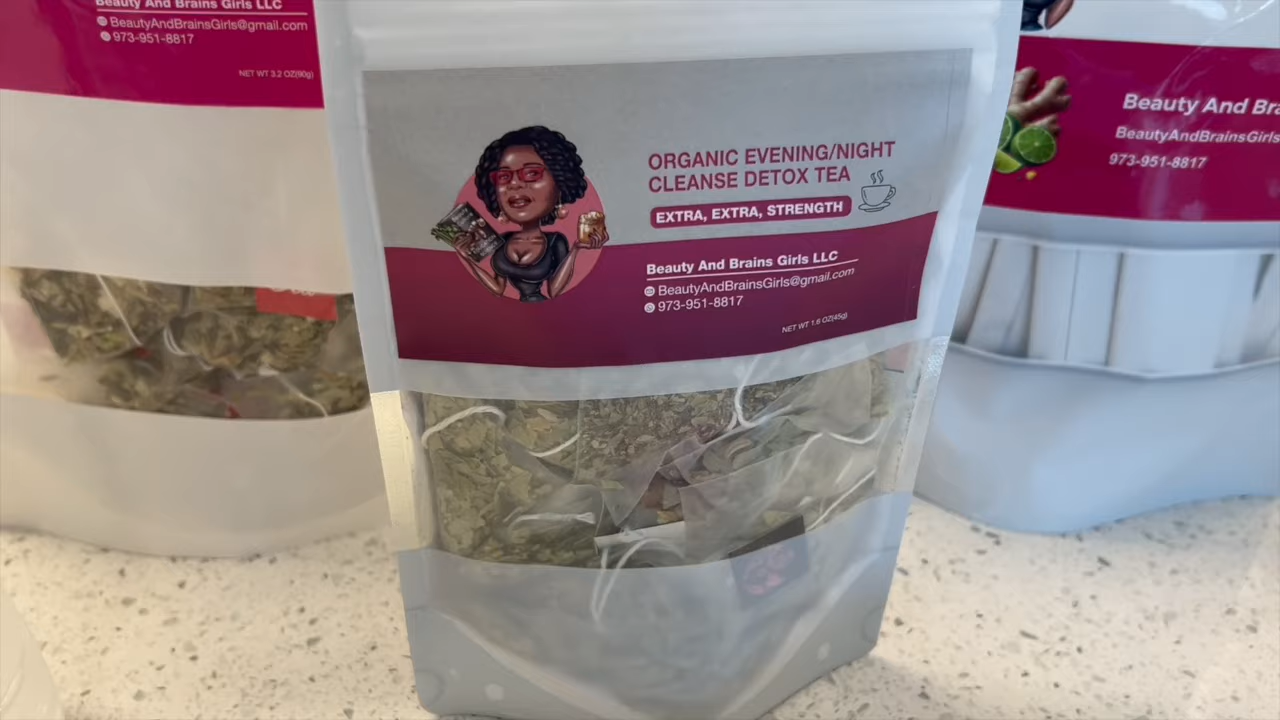 Beauty And Brains Girls LLC
BeautyAndBrainsGirls@gmail.com
973-951-8817
NET WT 3.2 OZ(90g)
ORGANIC EVENING/NIGHT
CLEANSE DETOX TEA
EXTRA, EXTRA, STRENGTH
Beauty And Brains Girls LLC
BeautyAndBrainsGirls@gmail.com
973-951-8817
NET WT 1.6 OZ(45g)
Beauty And Bra
BeautyAndBrainsGirls
973-951-8817